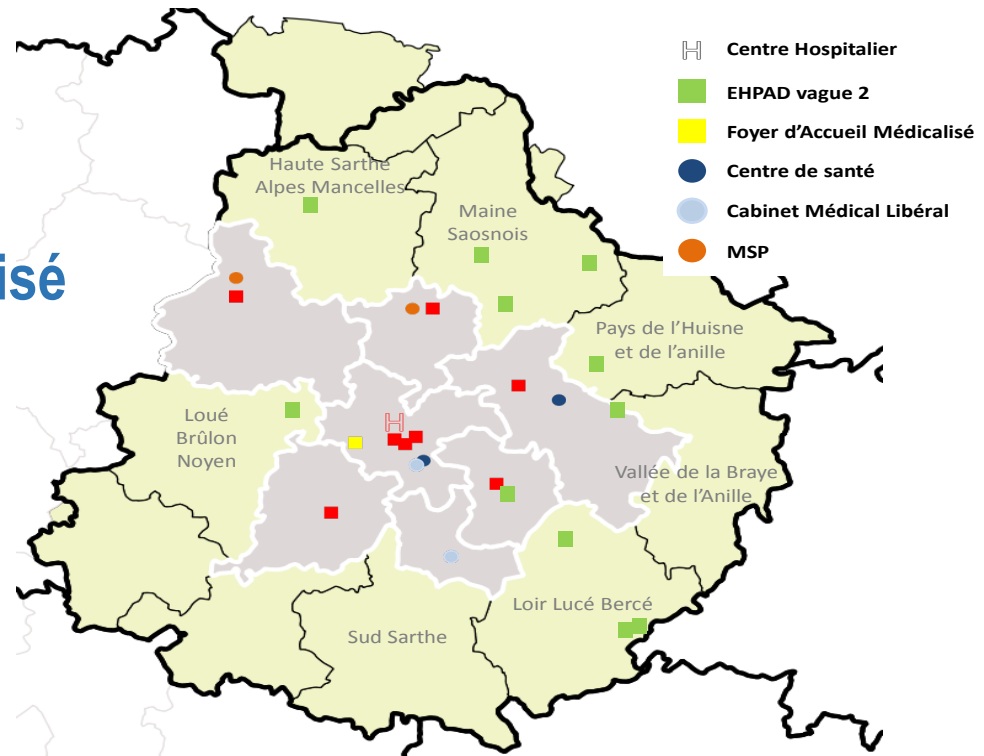 Centre Hospitalier
EHPAD vague 2
Foyer d'Accueil Médicalisé
Centre de santé
Cabinet Médical Libéral
MSP
Haute Sarthe
Alpes Mancelles
Maine
Saosnois
isé
Pays de l'Huisne
et de l'anille
Loué
Brûlon
Noyen
H
Vallée de la Braye
et de l'Anille
Loir Lucé Bercé
Sud Sarthe